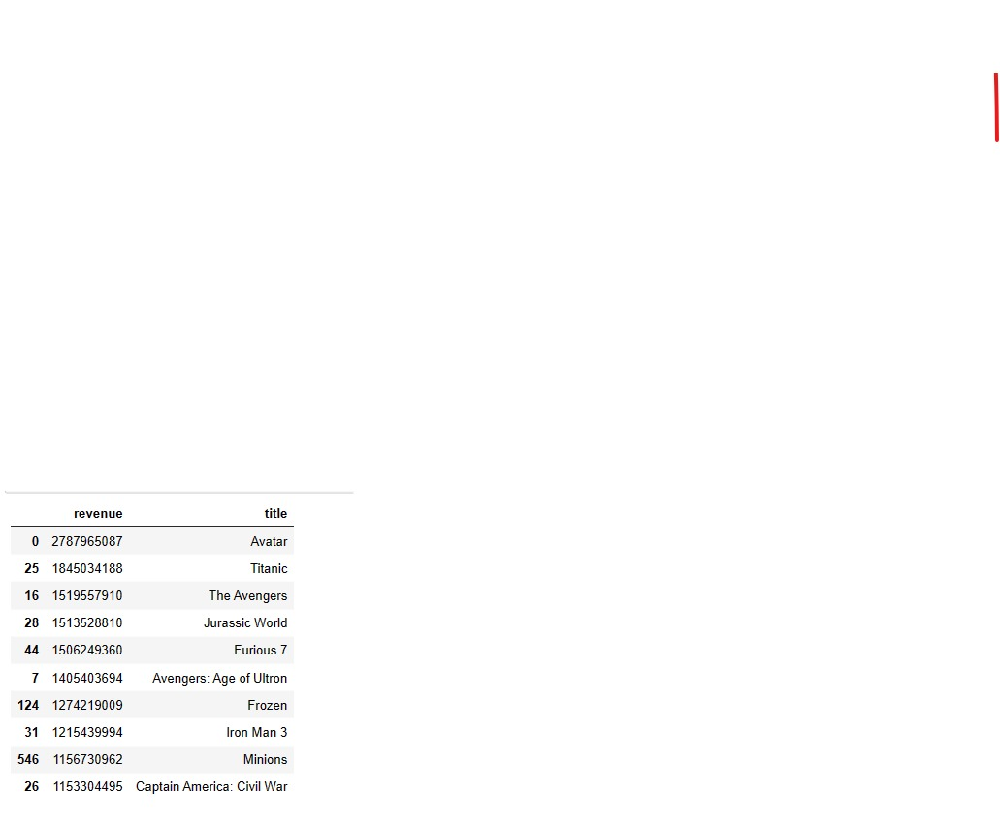 revenue title
0 2787965087 Avatar
25 1845034188 Titanic
16 1519557910 The Avengers
28 1513528810 Jurassic World
44 1506249360 Furious 7
7 1405403694 Avengers: Age of Ultron
124 1274219009 Frozen
31 1215439994 Iron Man 3
546 1156730962 Minions
26 1153304495 Captain America: Civil War